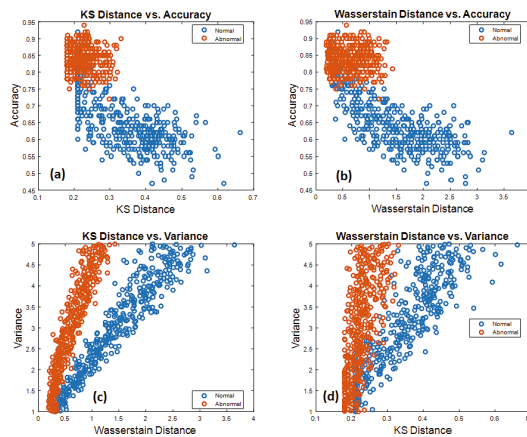 KS Distance vs. Accuracy
0.95
0.9
0.85
0.8
0.75
0.7
0.65
0.6
0.55
0.5
0.45
Accuracy
Normal
Abnormal
(a)
0.1 0.2 0.3 0.4 0.5 0.6 0.7
KS Distance
Wasserstain Distance vs. Accuracy
0.95
0.9
0.85
0.8
0.75
0.7
0.65
0.6
0.55
0.5
0.45
Accuracy
Normal
Abnormal
(b)
0 0.5 1 1.5 2 2.5 3 3.5
Wasserstain Distance
KS Distance vs. Variance
5
4.5
4
3.5
3
2.5
2
1.5
1
Variance
Normal
Abnormal
(c)
0 0.5 1 1.5 2 2.5 3 3.5 4
Wasserstain Distance
Wasserstain Distance vs. Variance
5
4.5
4
3.5
3
2.5
2
1.5
1
Variance
Normal
Abnormal
(d)
0.1 0.2 0.3 0.4 0.5 0.6
KS Distance